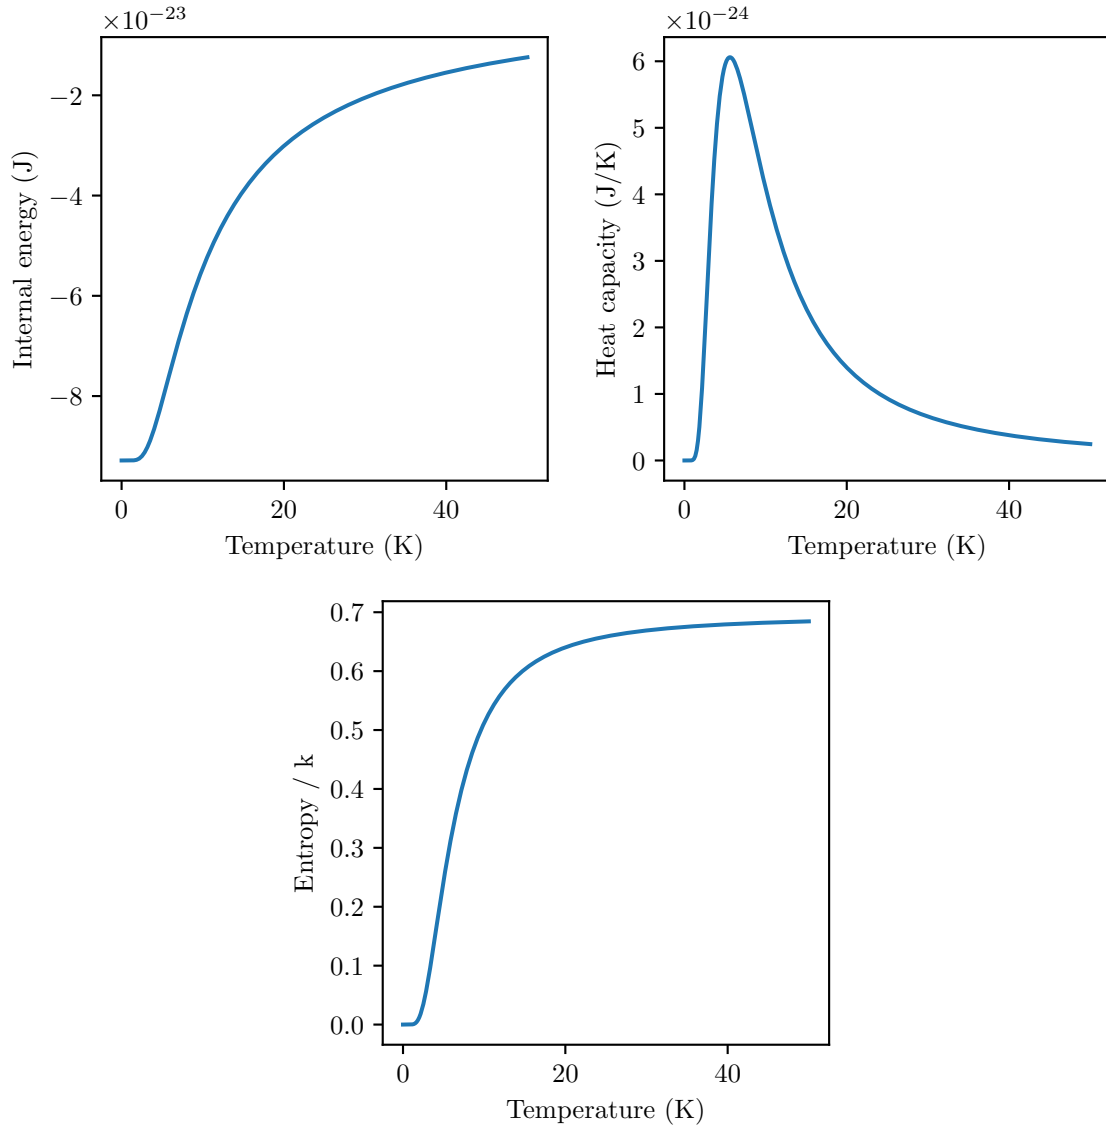 ×10−23
−2
−4
−6
−8
Internal energy (J)
0 20 40
Temperature (K)
×10−24
6
5
4
3
2
1
0
Heat capacity (J/K)
0 20 40
Temperature (K)
0.7
0.6
0.5
0.4
0.3
0.2
0.1
0.0
Entropy / k
0 20 40
Temperature (K)